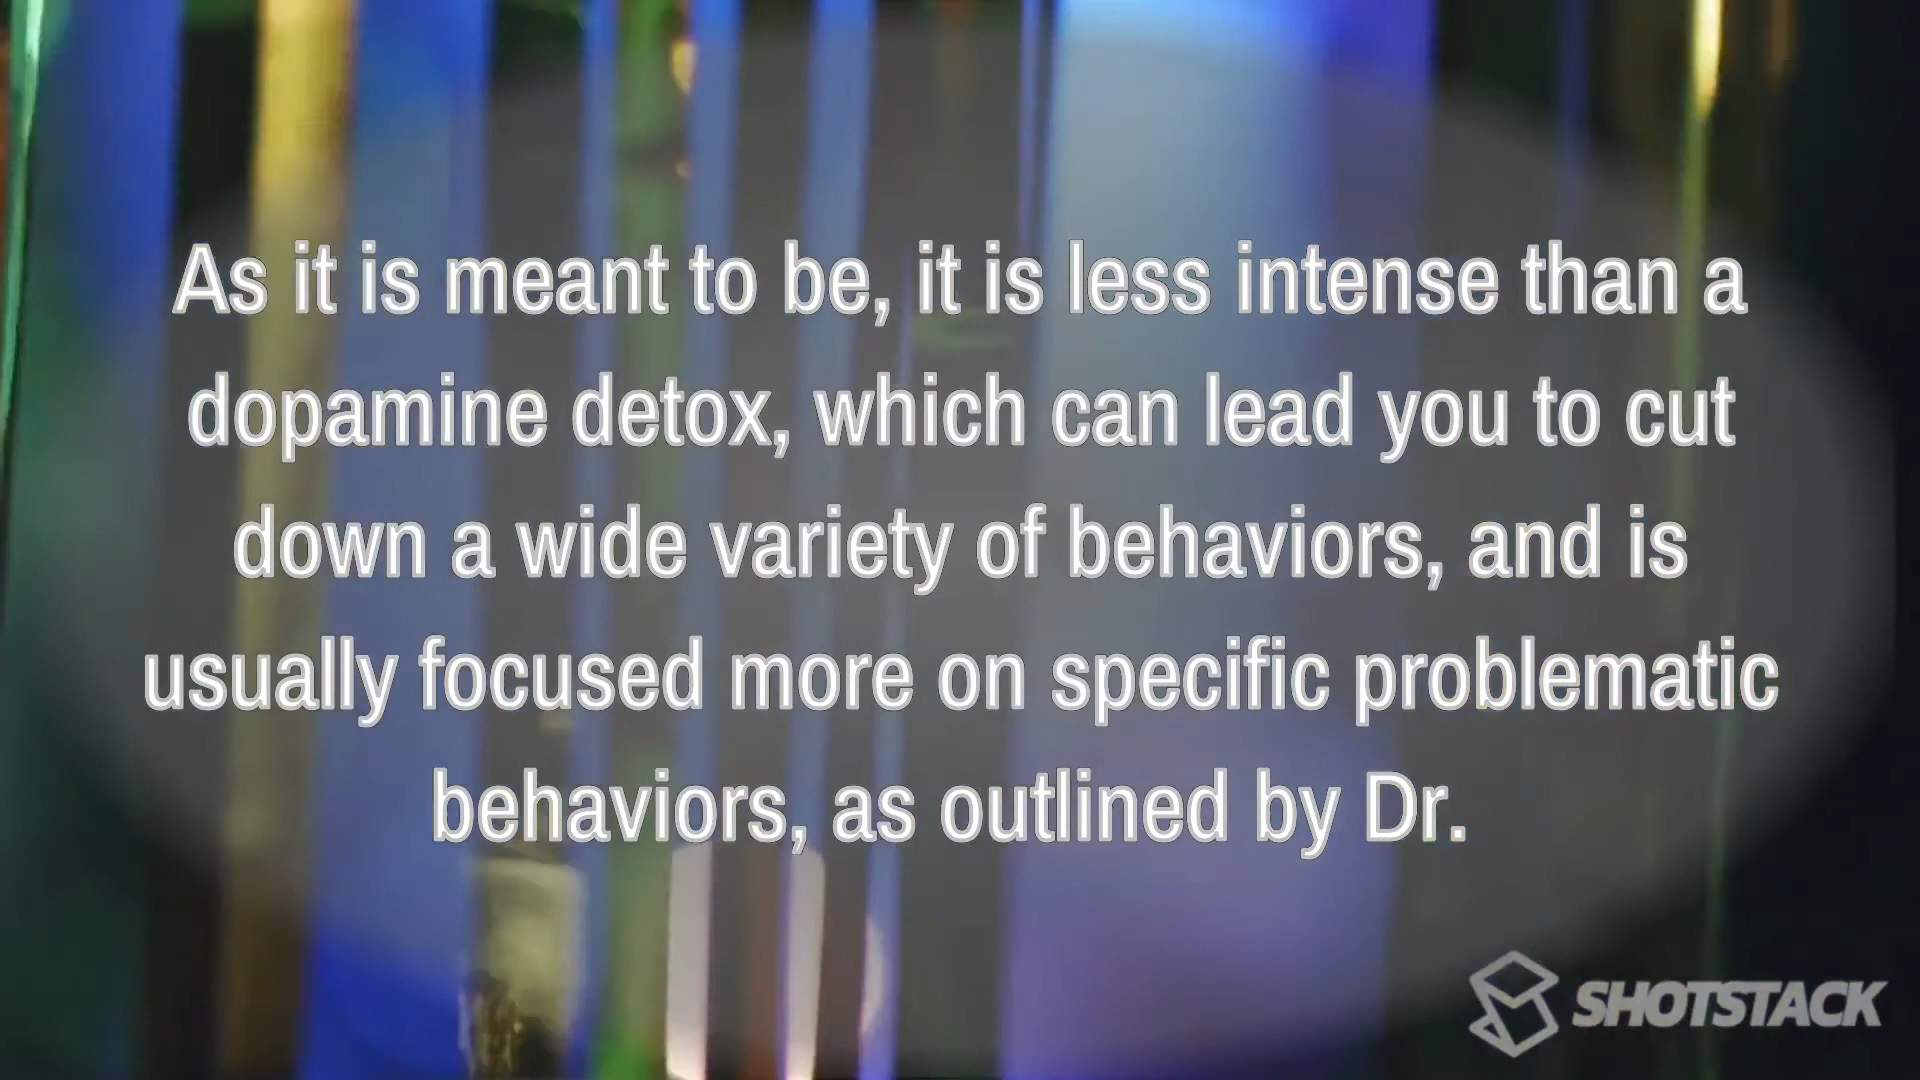 As it is meant to be, it is less intense than a
dopamine detox, which can lead you to cut
down a wide variety of behaviors, and is
usually focused more on specific problematic
behaviors, as outlined by Dr.
SHOTSTACK